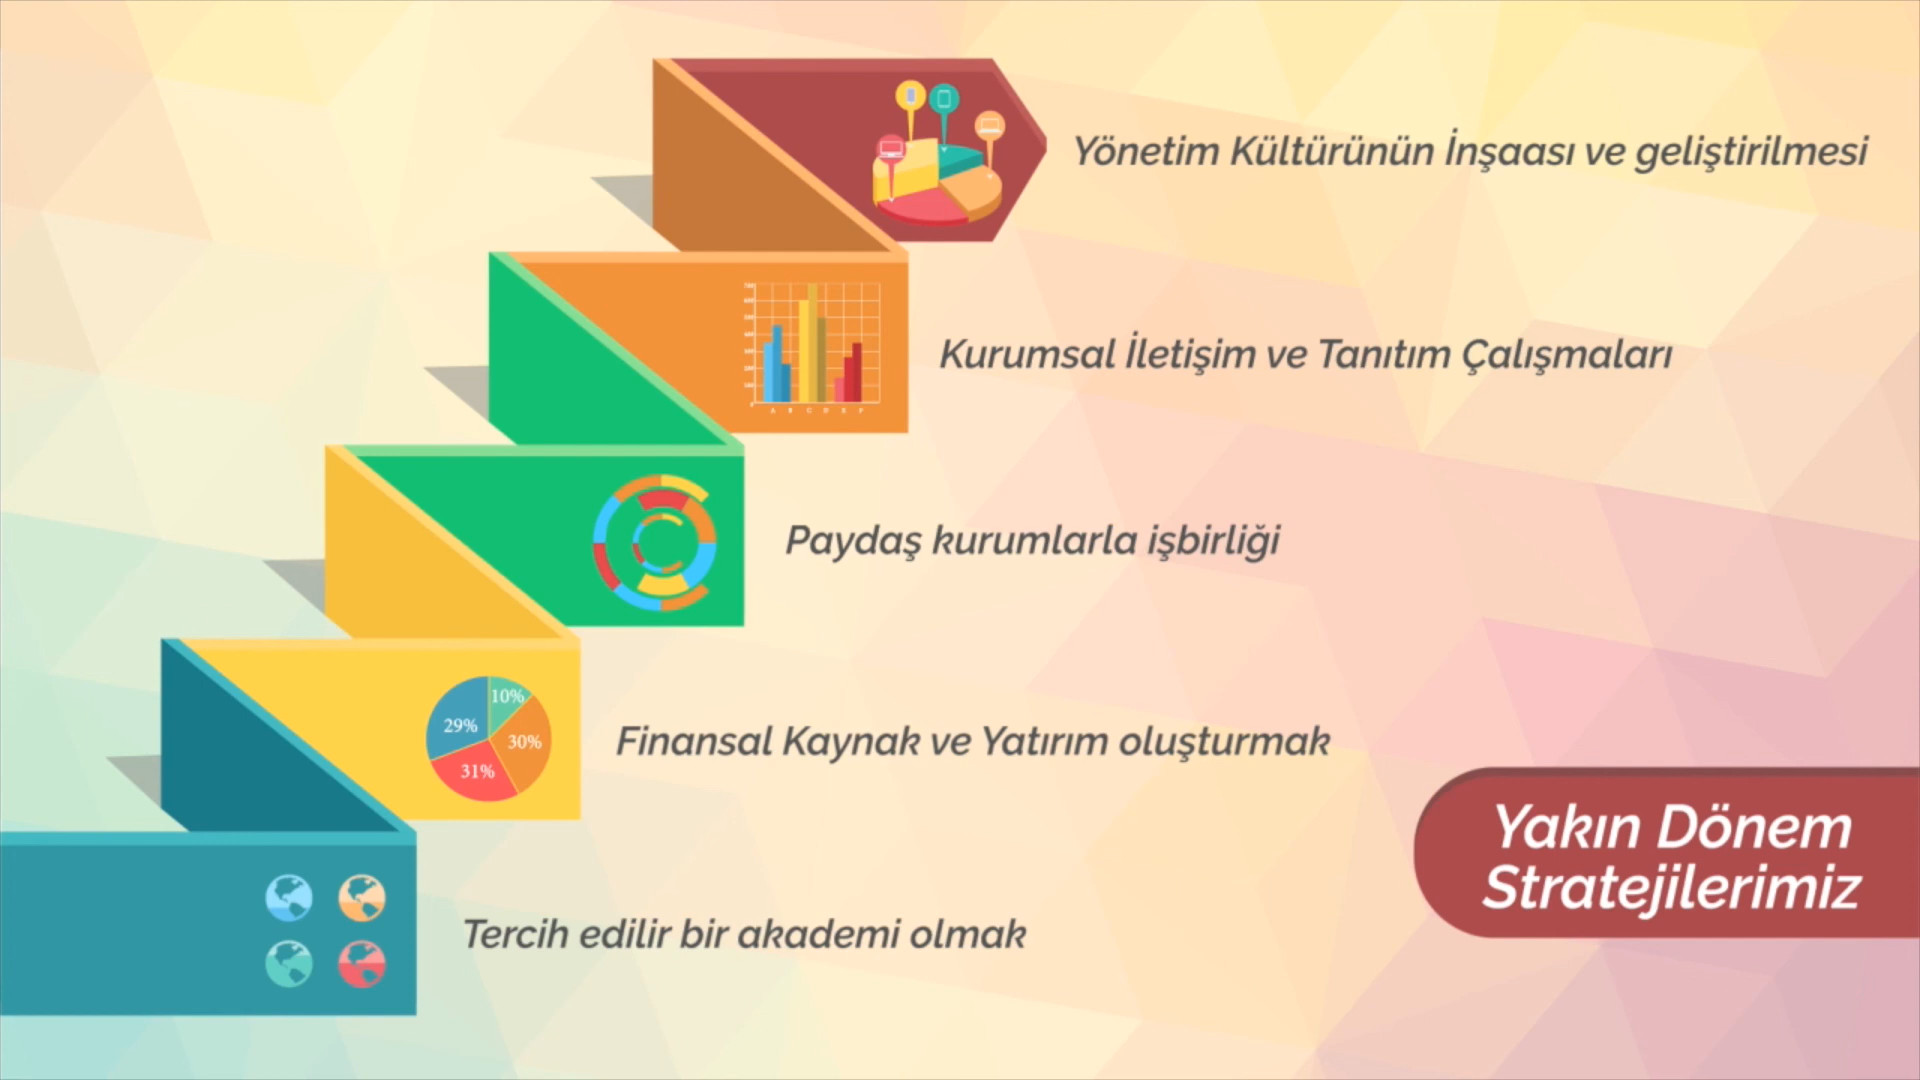 Yönetim Kültürünün İnşaası ve geliştirilmesi
Kurumsal İletişim ve Tanıtım Çalışmaları
Paydaş kurumlarla işbirliği
10%
29%
30%
31%
Finansal Kaynak ve Yatırım oluşturmak
Yakın Dönem
Stratejilerimiz
Tercih edilir bir akademi olmak